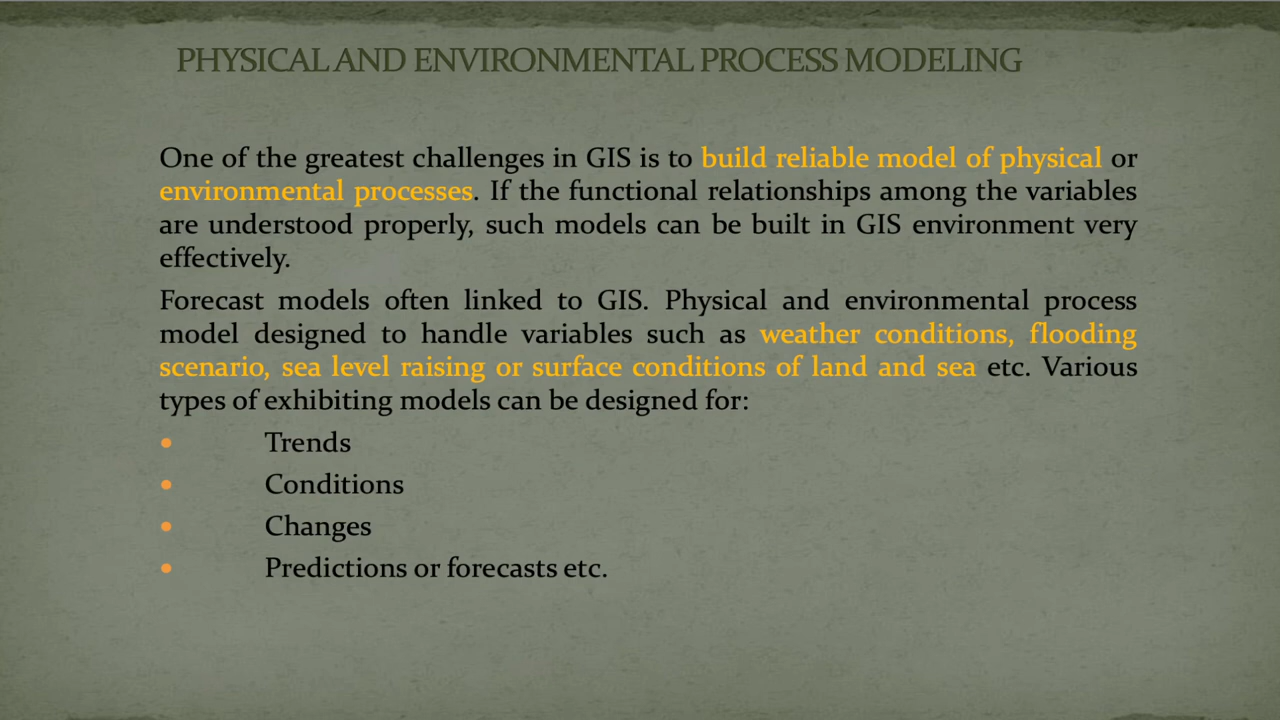 PHYSICAL AND ENVIRONMENTAL PROCESS MODELING
One of the greatest challenges in GIS is to build reliable model of physical or
environmental processes. If the functional relationships among the variables
are understood properly, such models can be built in GIS environment very
effectively.
Forecast models often linked to GIS. Physical and environmental process
model designed to handle variables such as weather conditions, flooding
scenario, sea level raising or surface conditions of land and sea etc. Various
types of exhibiting models can be designed for:
• Trends
• Conditions
• Changes
• Predictions or forecasts etc.